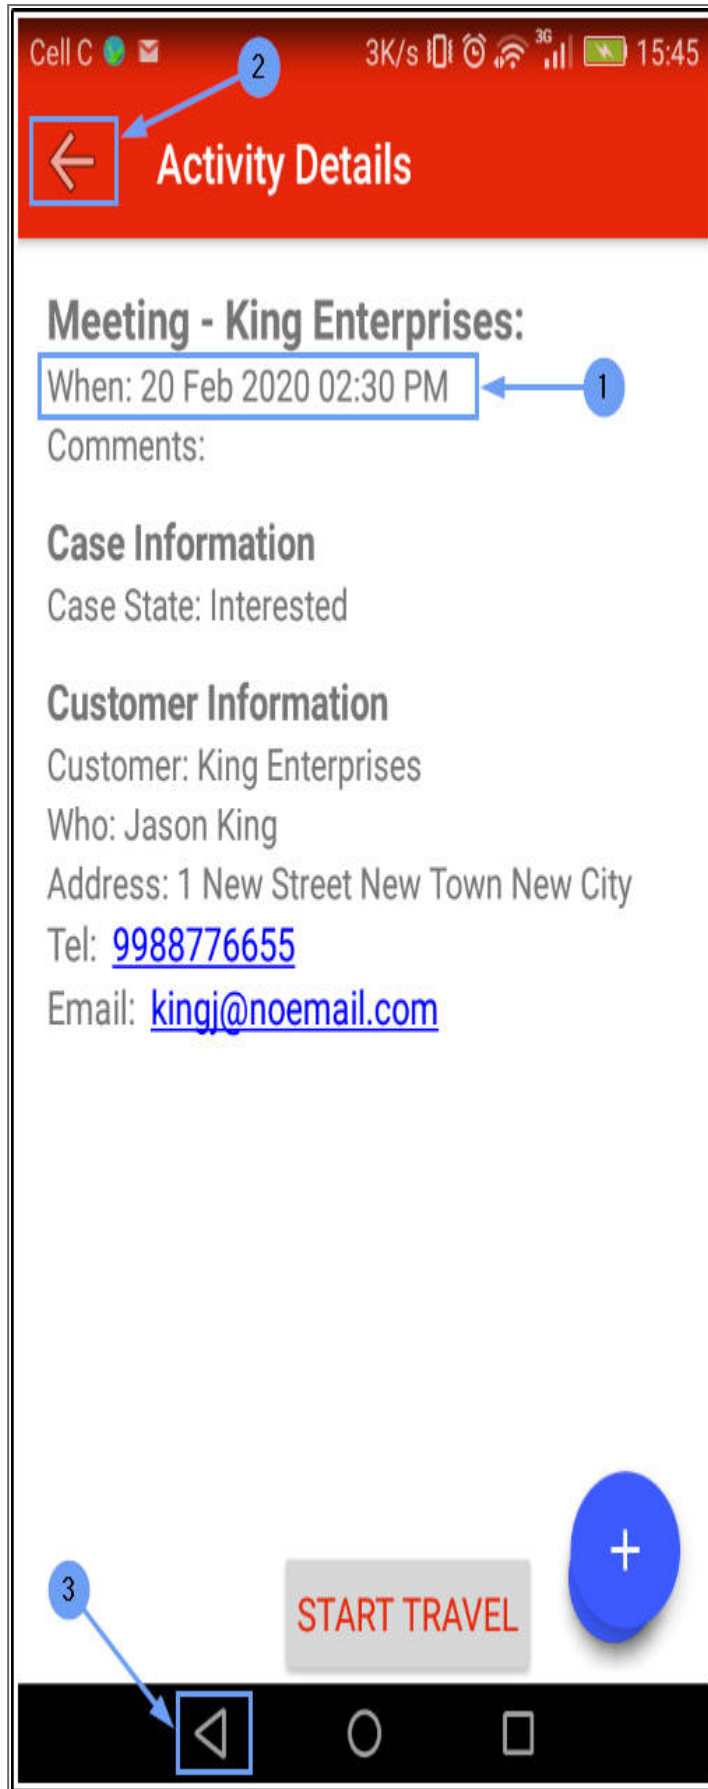 Cell C 3K/s 3G 15:45
2
Activity Details
Meeting - King Enterprises:
When: 20 Feb 2020 02:30 PM
1
Comments:
Case Information
Case State: Interested
Customer Information
Customer: King Enterprises
Who: Jason King
Address: 1 New Street New Town New City
Tel: 9988776655
Email: kingj@noemail.com
+
3
START TRAVEL